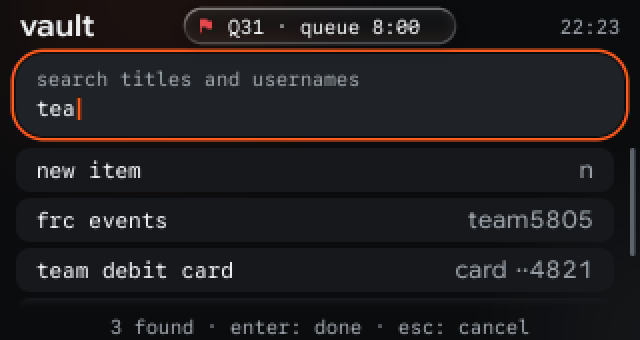 vault
Q31 · queue 8:00
22:23
search titles and usernames
tea
new item n
frc events team5805
team debit card card ··4821
3 found · enter: done · esc: cancel